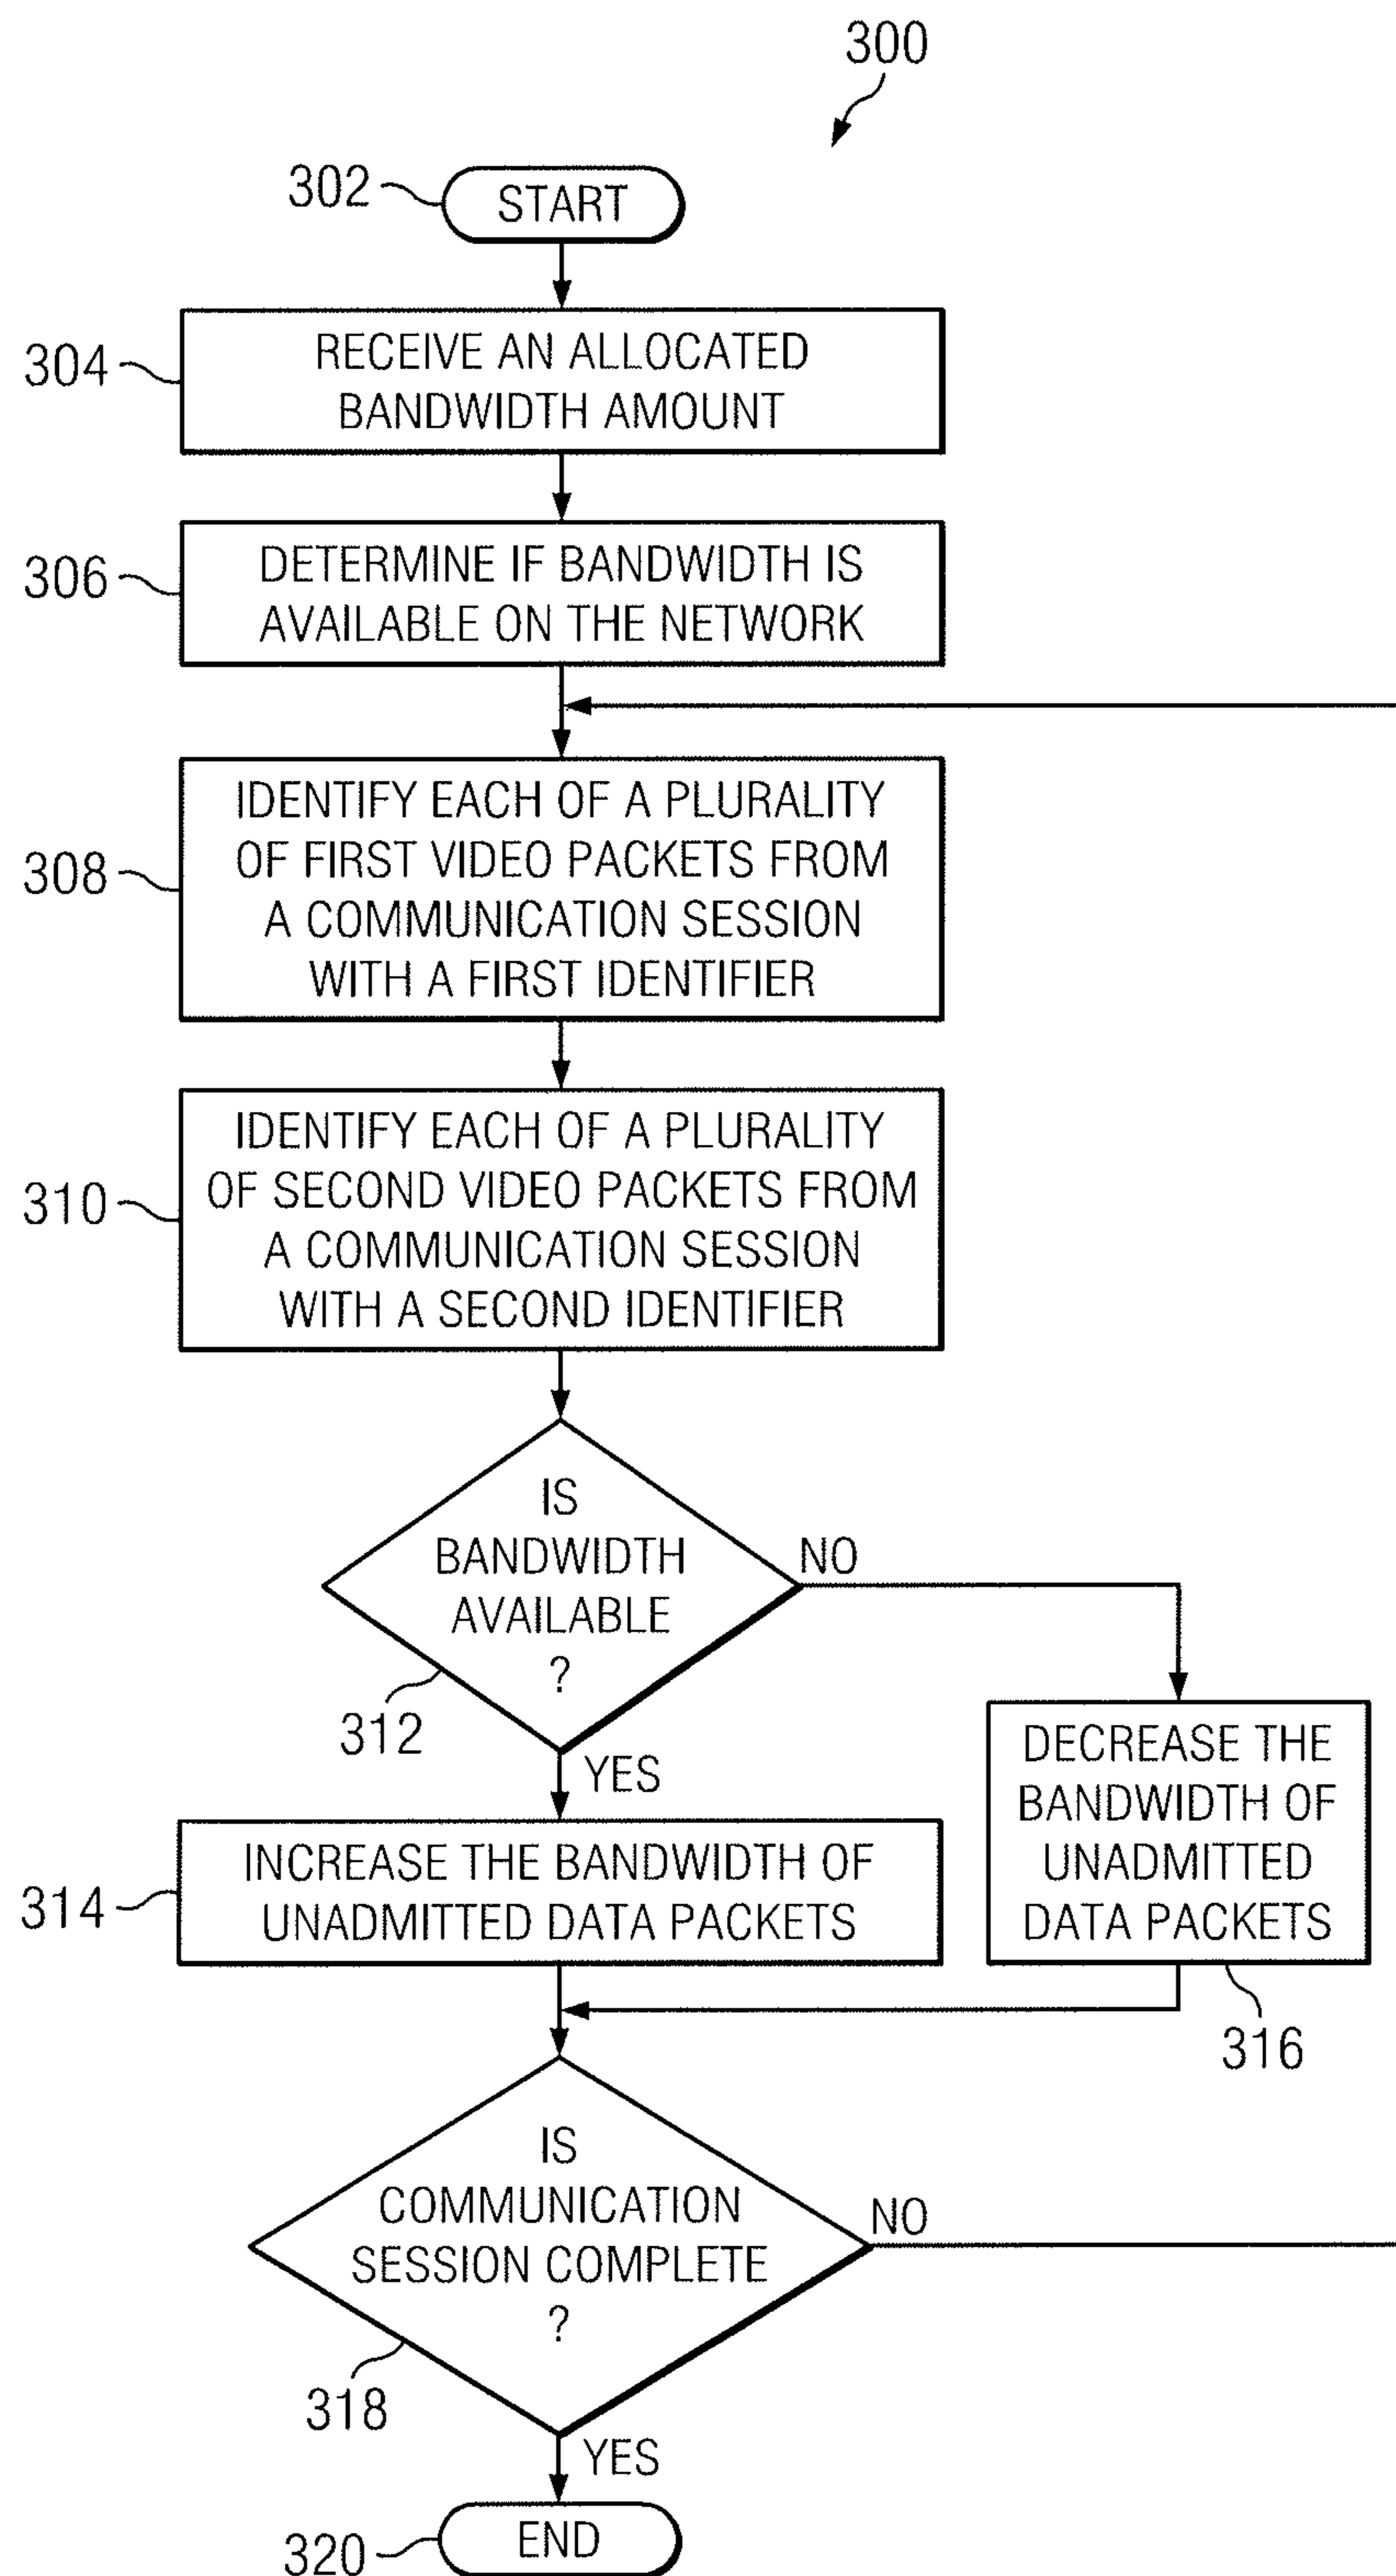 300
302
START
304
RECEIVE AN ALLOCATED
BANDWIDTH AMOUNT
306
DETERMINE IF BANDWIDTH IS
AVAILABLE ON THE NETWORK
308
IDENTIFY EACH OF A PLURALITY
OF FIRST VIDEO PACKETS FROM
A COMMUNICATION SESSION
WITH A FIRST IDENTIFIER
310
IDENTIFY EACH OF A PLURALITY
OF SECOND VIDEO PACKETS FROM
A COMMUNICATION SESSION
WITH A SECOND IDENTIFIER
IS
BANDWIDTH
AVAILABLE
?
NO
312
YES
314
INCREASE THE BANDWIDTH OF
UNADMITTED DATA PACKETS
DECREASE THE
BANDWIDTH OF
UNADMITTED
DATA PACKETS
316
IS
COMMUNICATION
SESSION COMPLETE
?
NO
318
YES
320
END